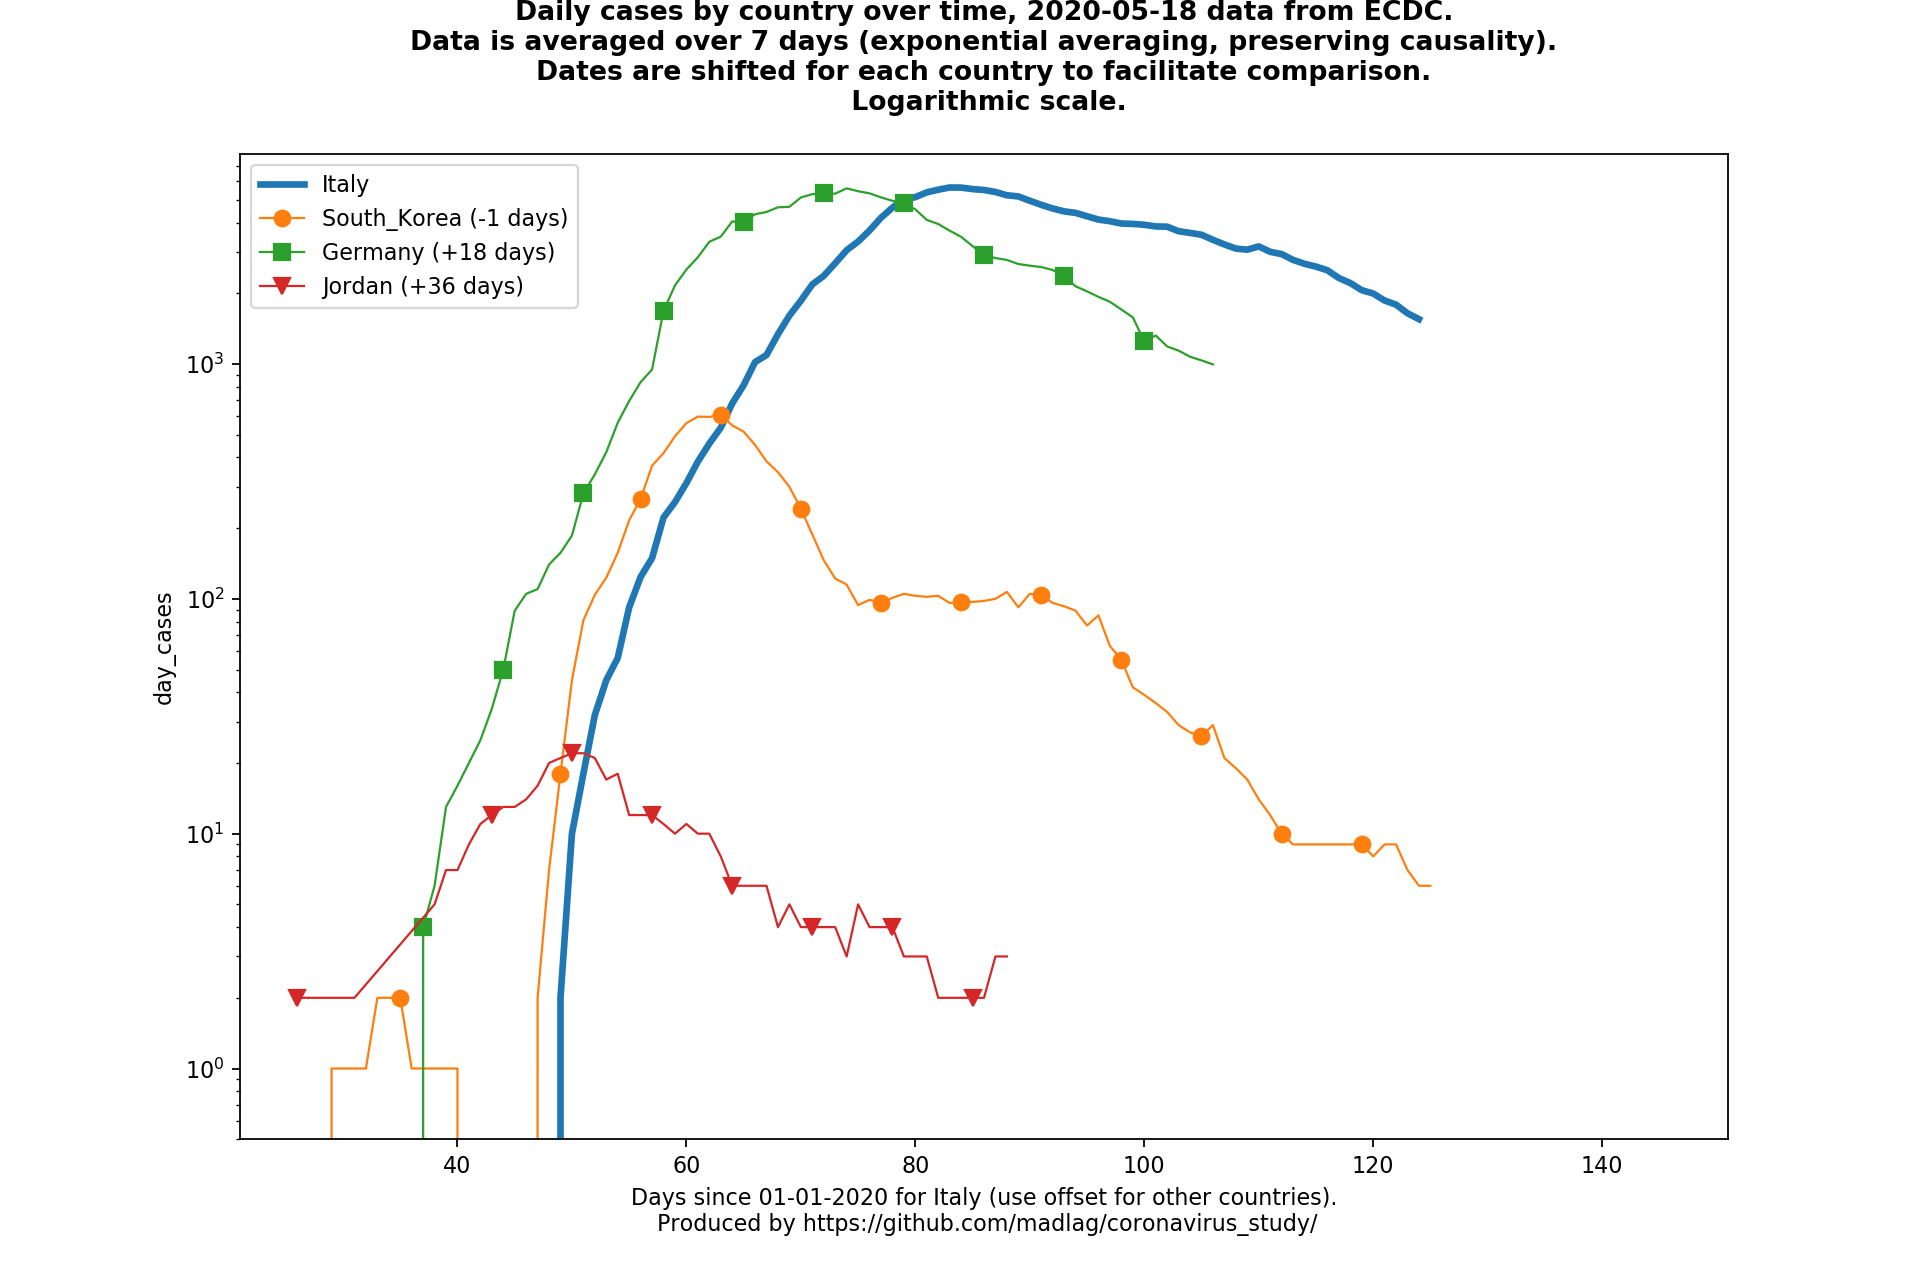 Daily cases by country over time, 2020-05-18 data from ECDC.
Data is averaged over 7 days (exponential averaging, preserving causality).
Dates are shifted for each country to facilitate comparison.
Logarithmic scale.
Italy
South_Korea (-1 days)
Germany (+18 days)
Jordan (+36 days)
10³
10²
10¹
10⁰
day_cases
40 60 80 100 120 140
Days since 01-01-2020 for Italy (use offset for other countries).
Produced by https://github.com/madlag/coronavirus_study/